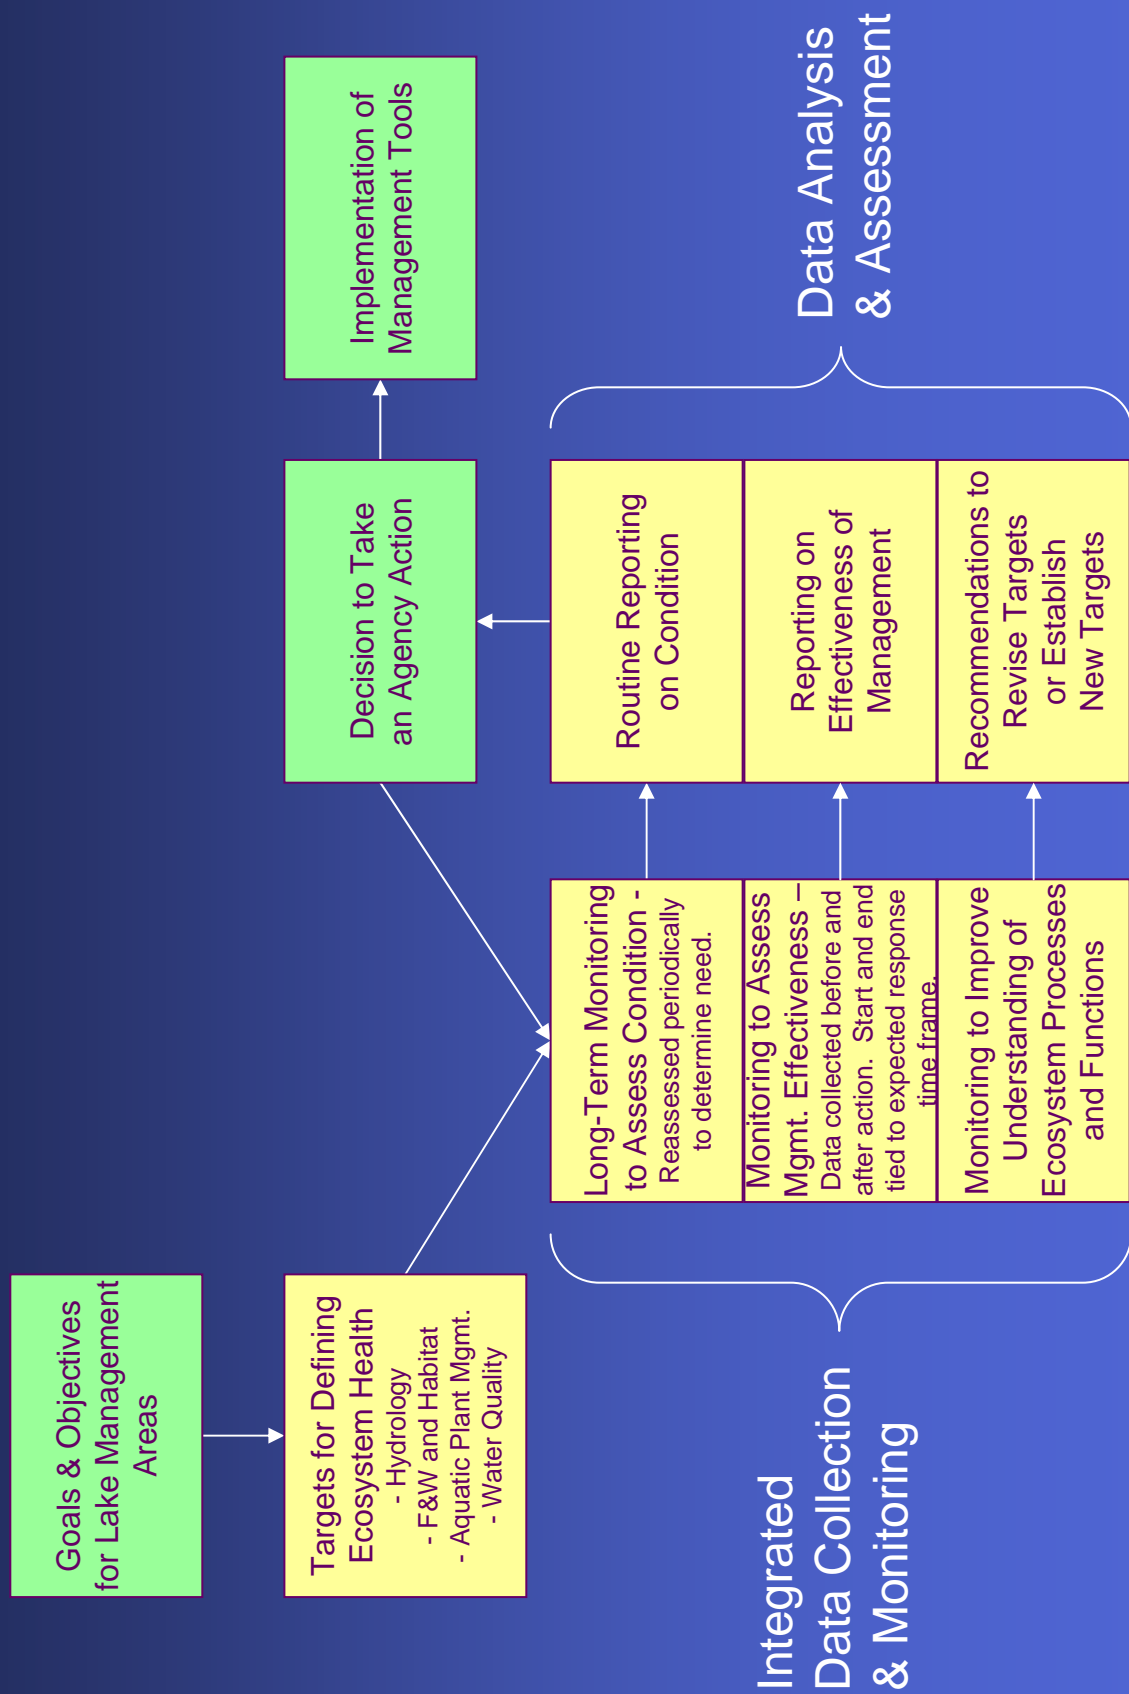 Goals & Objectives
for Lake Management
Areas
Targets for Defining
Ecosystem Health
- Hydrology
- F&W and Habitat
- Aquatic Plant Mgmt.
- Water Quality
Decision to Take
an Agency Action
Implementation of
Management Tools
Integrated
Data Collection
& Monitoring
Long-Term Monitoring
to Assess Condition -
Reassessed periodically
to determine need.
Monitoring to Assess
Mgmt. Effectiveness –
Data collected before and
after action.  Start and end
tied to expected response
time frame.
Monitoring to Improve
Understanding of
Ecosystem Processes
and Functions
Routine Reporting
on Condition
Reporting on
Effectiveness of
Management
Recommendations to
Revise Targets
or Establish
New Targets
Data Analysis
& Assessment